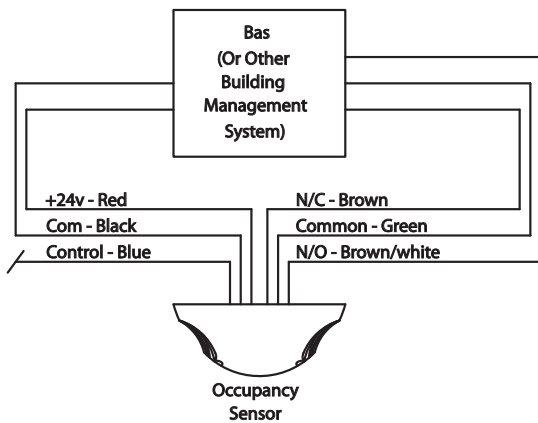 Bas
(Or Other
Building
Management
System)
+24v - Red
N/C - Brown
Com - Black
Common - Green
Control - Blue
N/O - Brown/white
Occupancy
Sensor